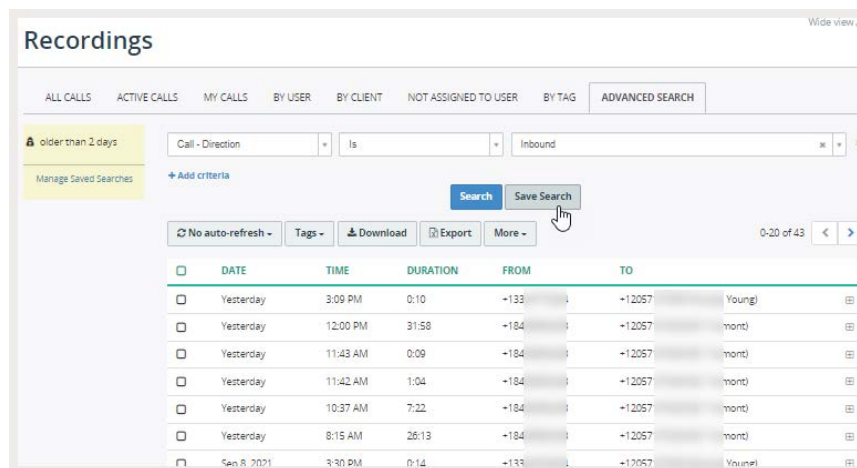 Wide view
Recordings
ALL CALLS ACTIVE CALLS MY CALLS BY USER BY CLIENT NOT ASSIGNED TO USER BY TAG ADVANCED SEARCH
older than 2 days
Manage Saved Searches
Call - Direction Is Inbound
+ Add criteria
Search Save Search
No auto-refresh Tags Download Export More 0-20 of 43
DATE TIME DURATION FROM TO
Yesterday 3:09 PM 0:10 +133 +12057 Young)
Yesterday 12:00 PM 31:58 +184 +12057 mont)
Yesterday 11:43 AM 0:09 +184 +12057 mont)
Yesterday 11:42 AM 1:04 +184 +12057 mont)
Yesterday 10:37 AM 7:22 +184 +12057 mont)
Yesterday 8:15 AM 26:13 +184 +12057 mont)
Sep 8, 2021 3:30 PM 0:14 +133 +12057 Young)